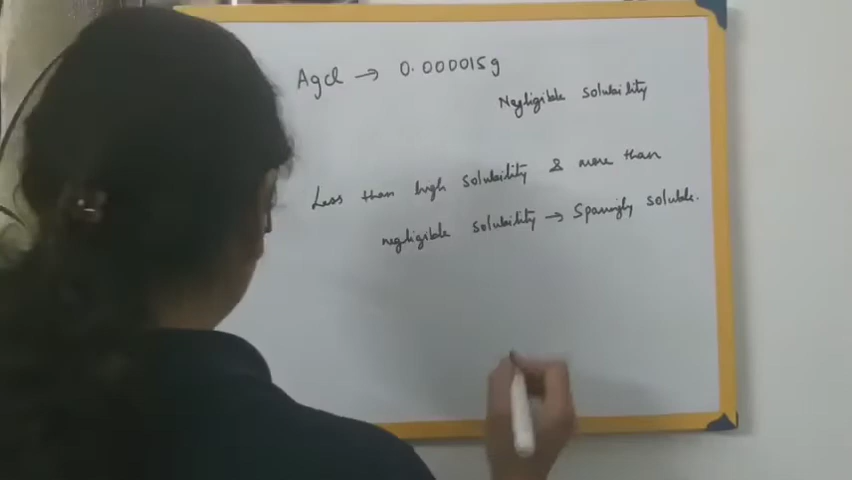 AgCl → 0.000015g
Negligible solubility
Less than high solubility & more than
negligible solubility → Sparingly soluble.